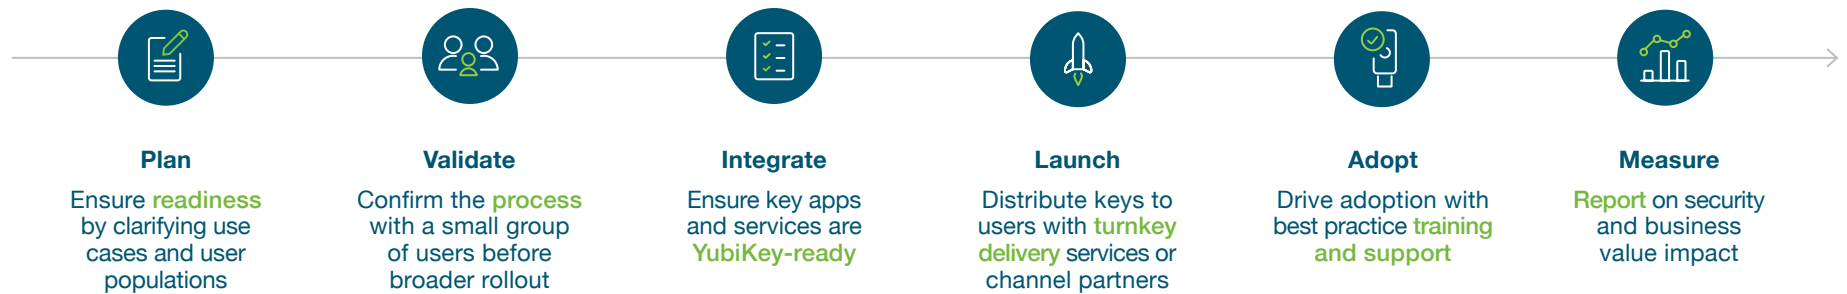 Plan
Ensure readiness
by clarifying use
cases and user
populations
Validate
Confirm the process
with a small group
of users before
broader rollout
Integrate
Ensure key apps
and services are
YubiKey-ready
Launch
Distribute keys to
users with turnkey
delivery services or
channel partners
Adopt
Drive adoption with
best practice training
and support
Measure
Report on security
and business
value impact